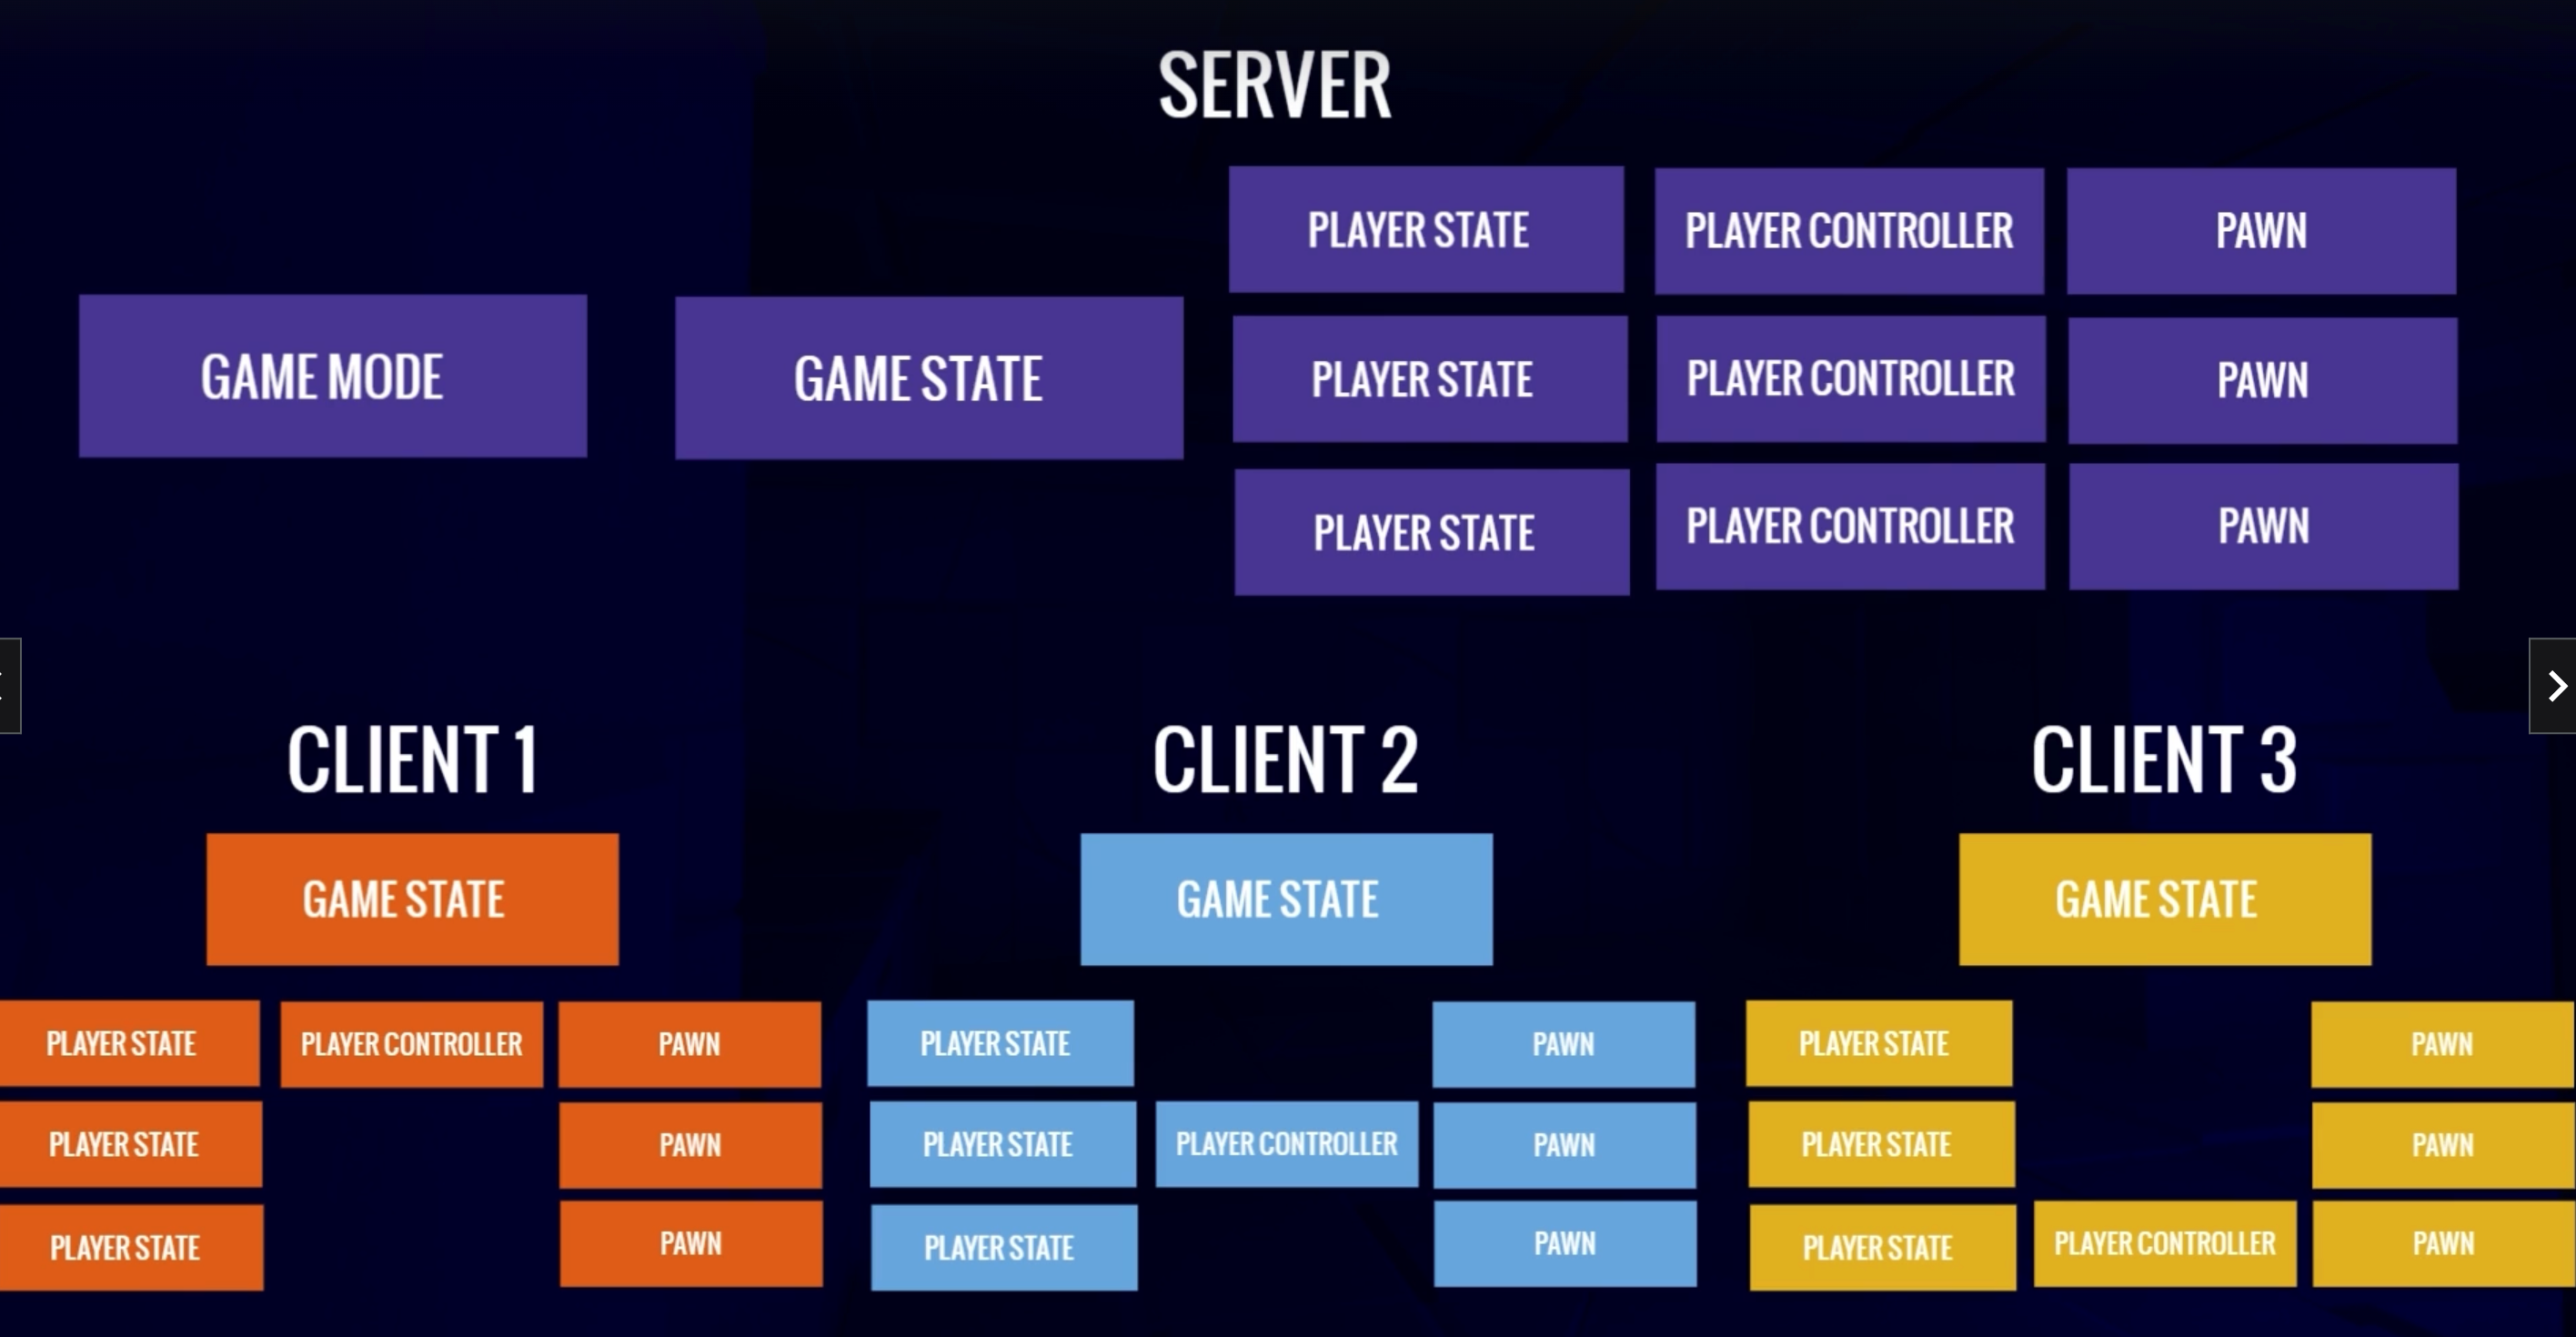 SERVER
PLAYER STATE PLAYER CONTROLLER PAWN
GAME MODE GAME STATE PLAYER STATE PLAYER CONTROLLER PAWN
PLAYER STATE PLAYER CONTROLLER PAWN
CLIENT 1 CLIENT 2 CLIENT 3
GAME STATE GAME STATE GAME STATE
PLAYER STATE PLAYER CONTROLLER PAWN PLAYER STATE PAWN PLAYER STATE PAWN
PLAYER STATE PAWN PLAYER STATE PLAYER CONTROLLER PAWN PLAYER STATE PAWN
PLAYER STATE PAWN PLAYER STATE PAWN PLAYER STATE PLAYER CONTROLLER PAWN